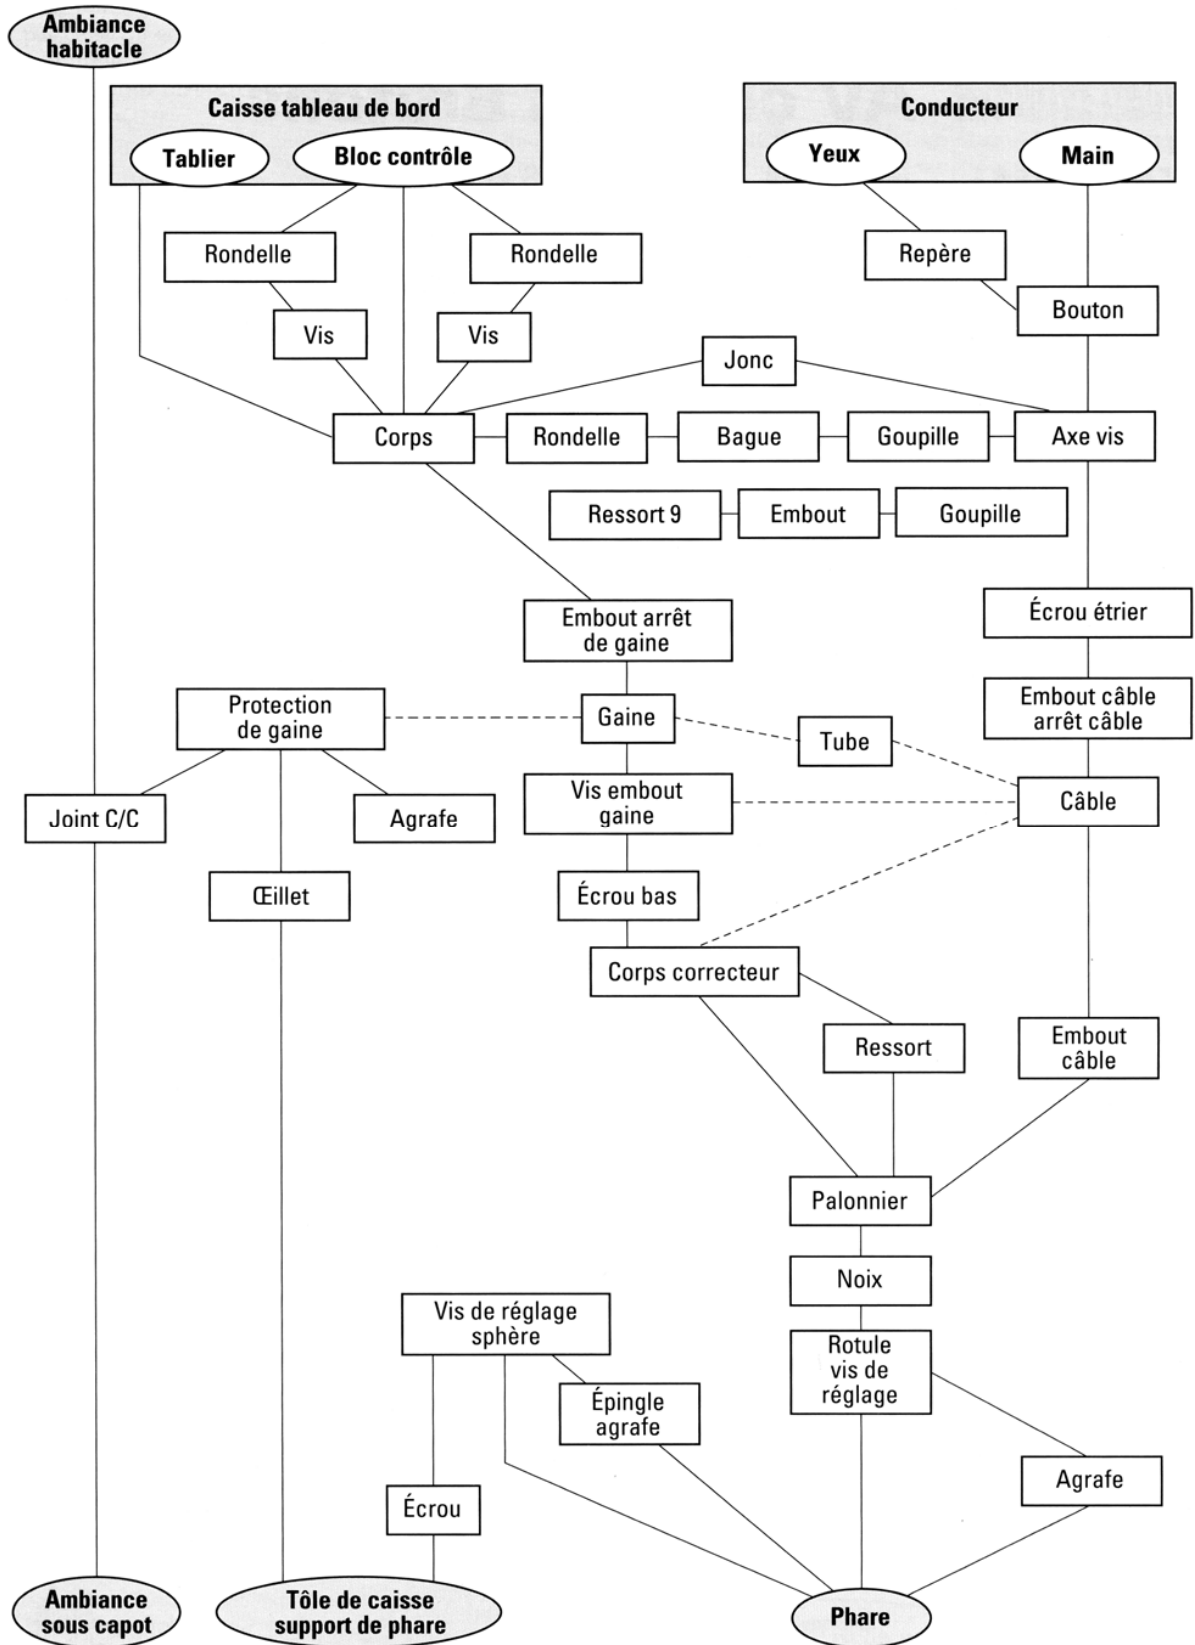 Ambiance
habitacle
Caisse tableau de bord
Conducteur
Tablier
Bloc contrôle
Yeux
Main
Rondelle
Rondelle
Repère
Vis
Vis
Bouton
Jonc
Corps
Rondelle
Bague
Goupille
Axe vis
Ressort 9
Embout
Goupille
Embout arrêt
de gaine
Écrou étrier
Protection
de gaine
Gaine
Tube
Embout câble
arrêt câble
Joint C/C
Agrafe
Vis embout
gaine
Câble
Œillet
Écrou bas
Corps correcteur
Ressort
Embout
câble
Palonnier
Noix
Vis de réglage
sphère
Rotule
vis de
réglage
Épingle
agrafe
Agrafe
Écrou
Ambiance
sous capot
Tôle de caisse
support de phare
Phare